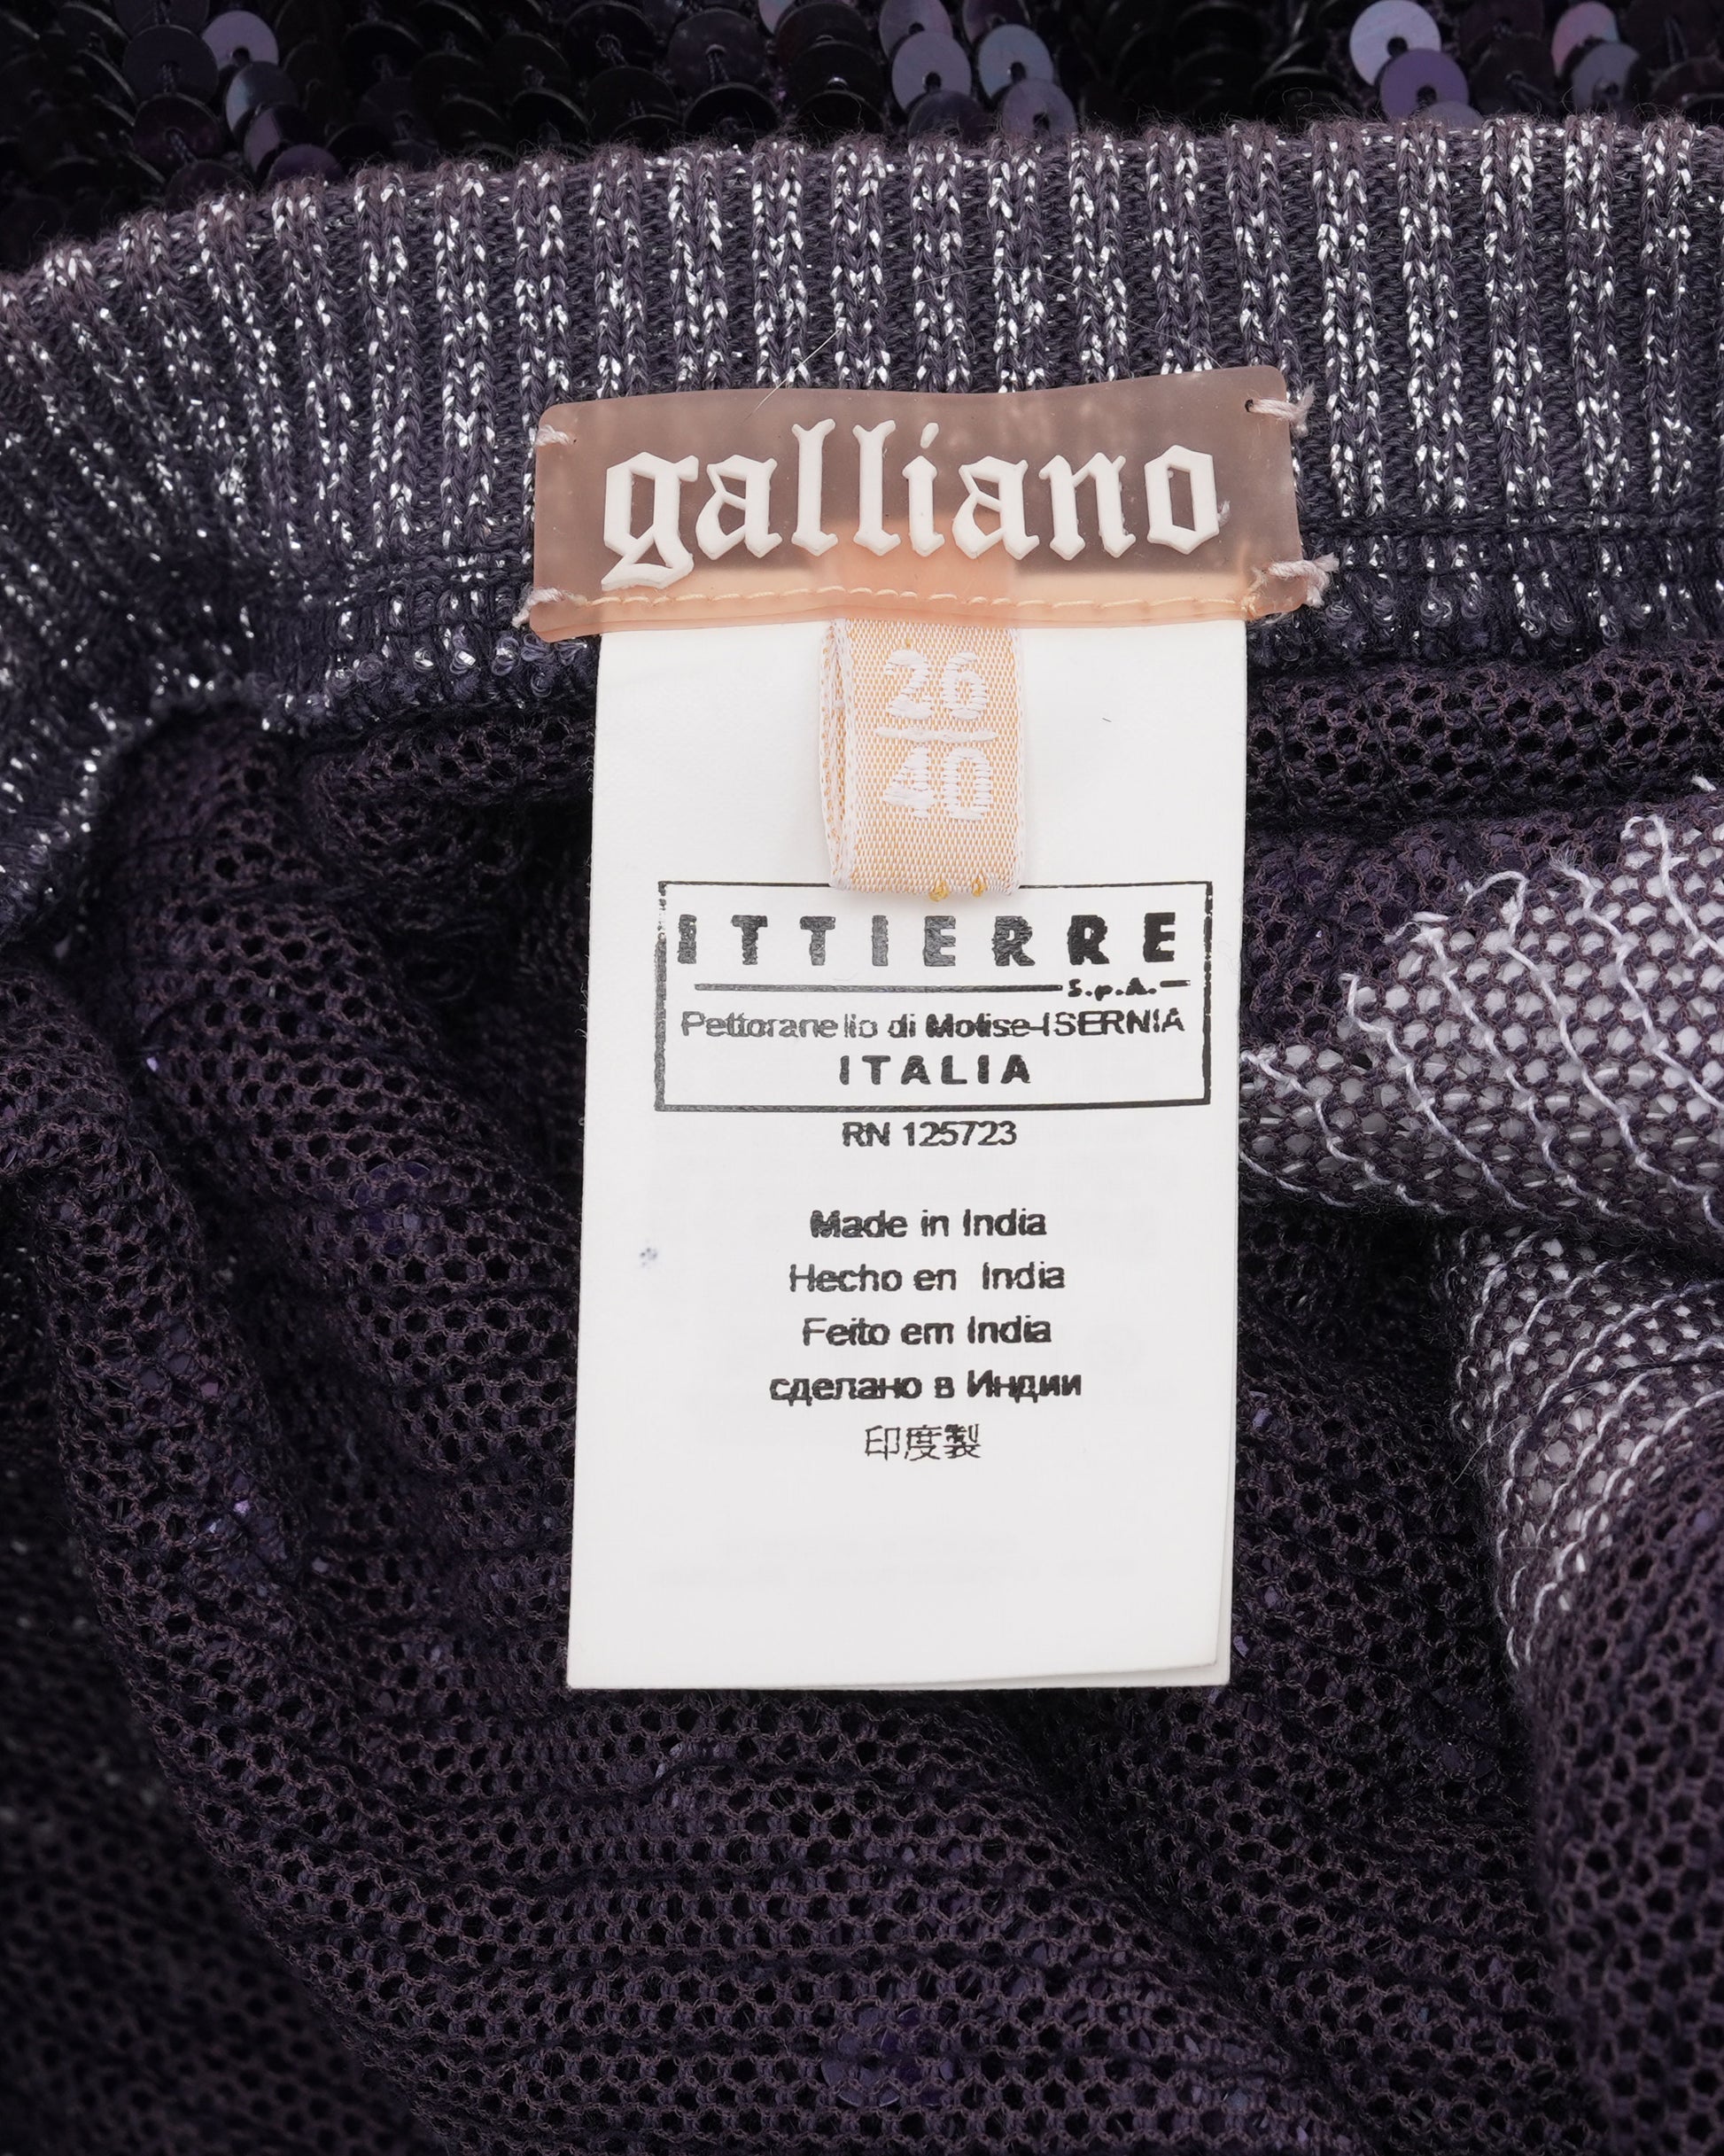 galliano
26
40
ITTIERRE
S.p.A.
Pettoranello di Molise-ISERNIA
ITALIA
RN 125723
Made in India
Hecho en India
Feito em India
сделано в Индии
印度製